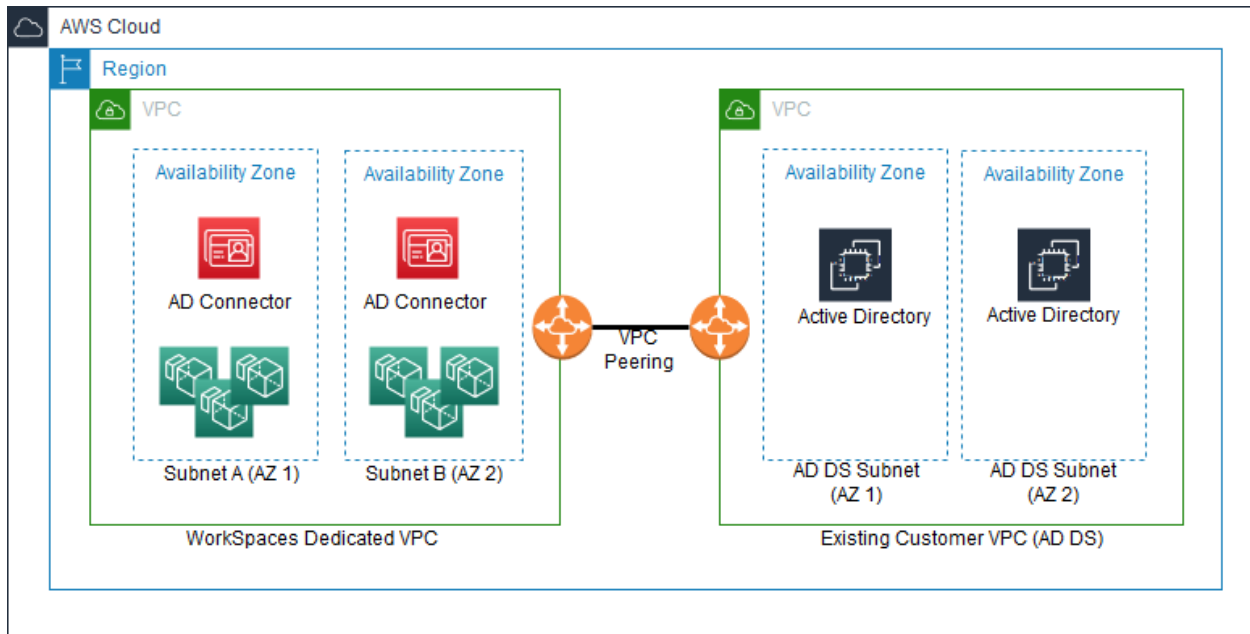 AWS Cloud
Region
VPC
VPC
Availability Zone
Availability Zone
Availability Zone
Availability Zone
AD Connector
AD Connector
Active Directory
Active Directory
VPC
Peering
Subnet A (AZ 1)
Subnet B (AZ 2)
AD DS Subnet
(AZ 1)
AD DS Subnet
(AZ 2)
WorkSpaces Dedicated VPC
Existing Customer VPC (AD DS)